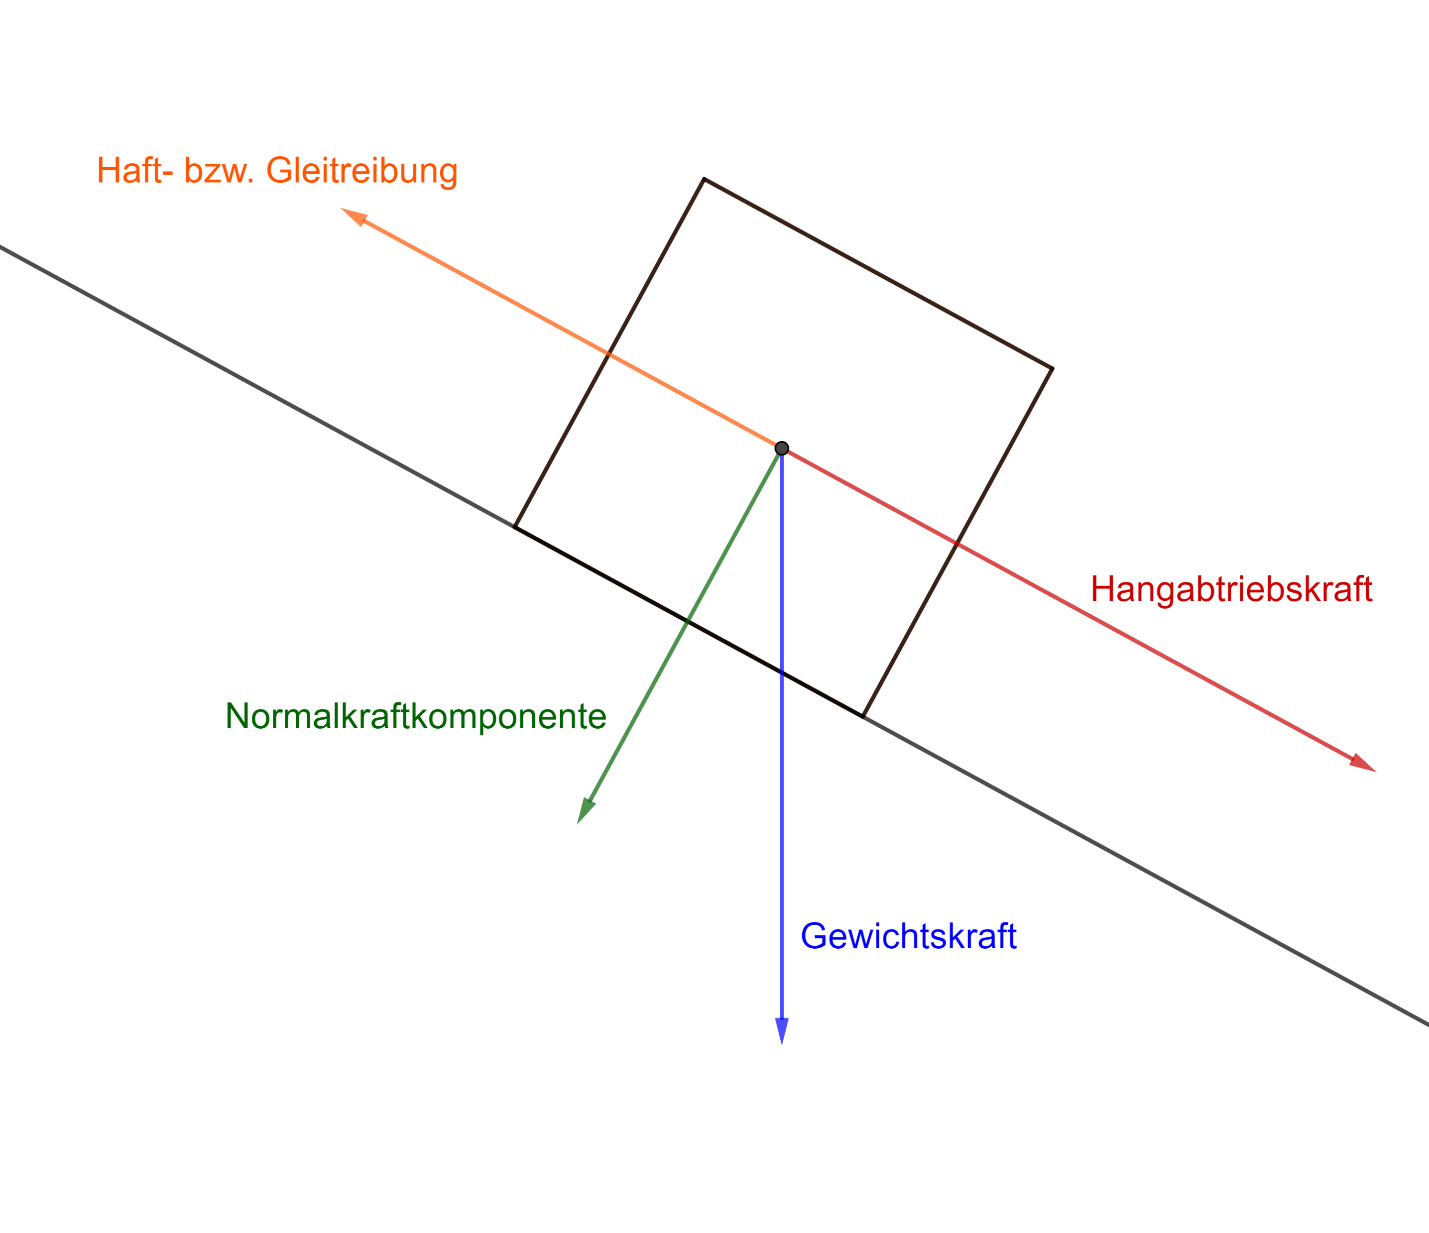 Haft- bzw. Gleitreibung
Hangabtriebskraft
Normalkraftkomponente
Gewichtskraft